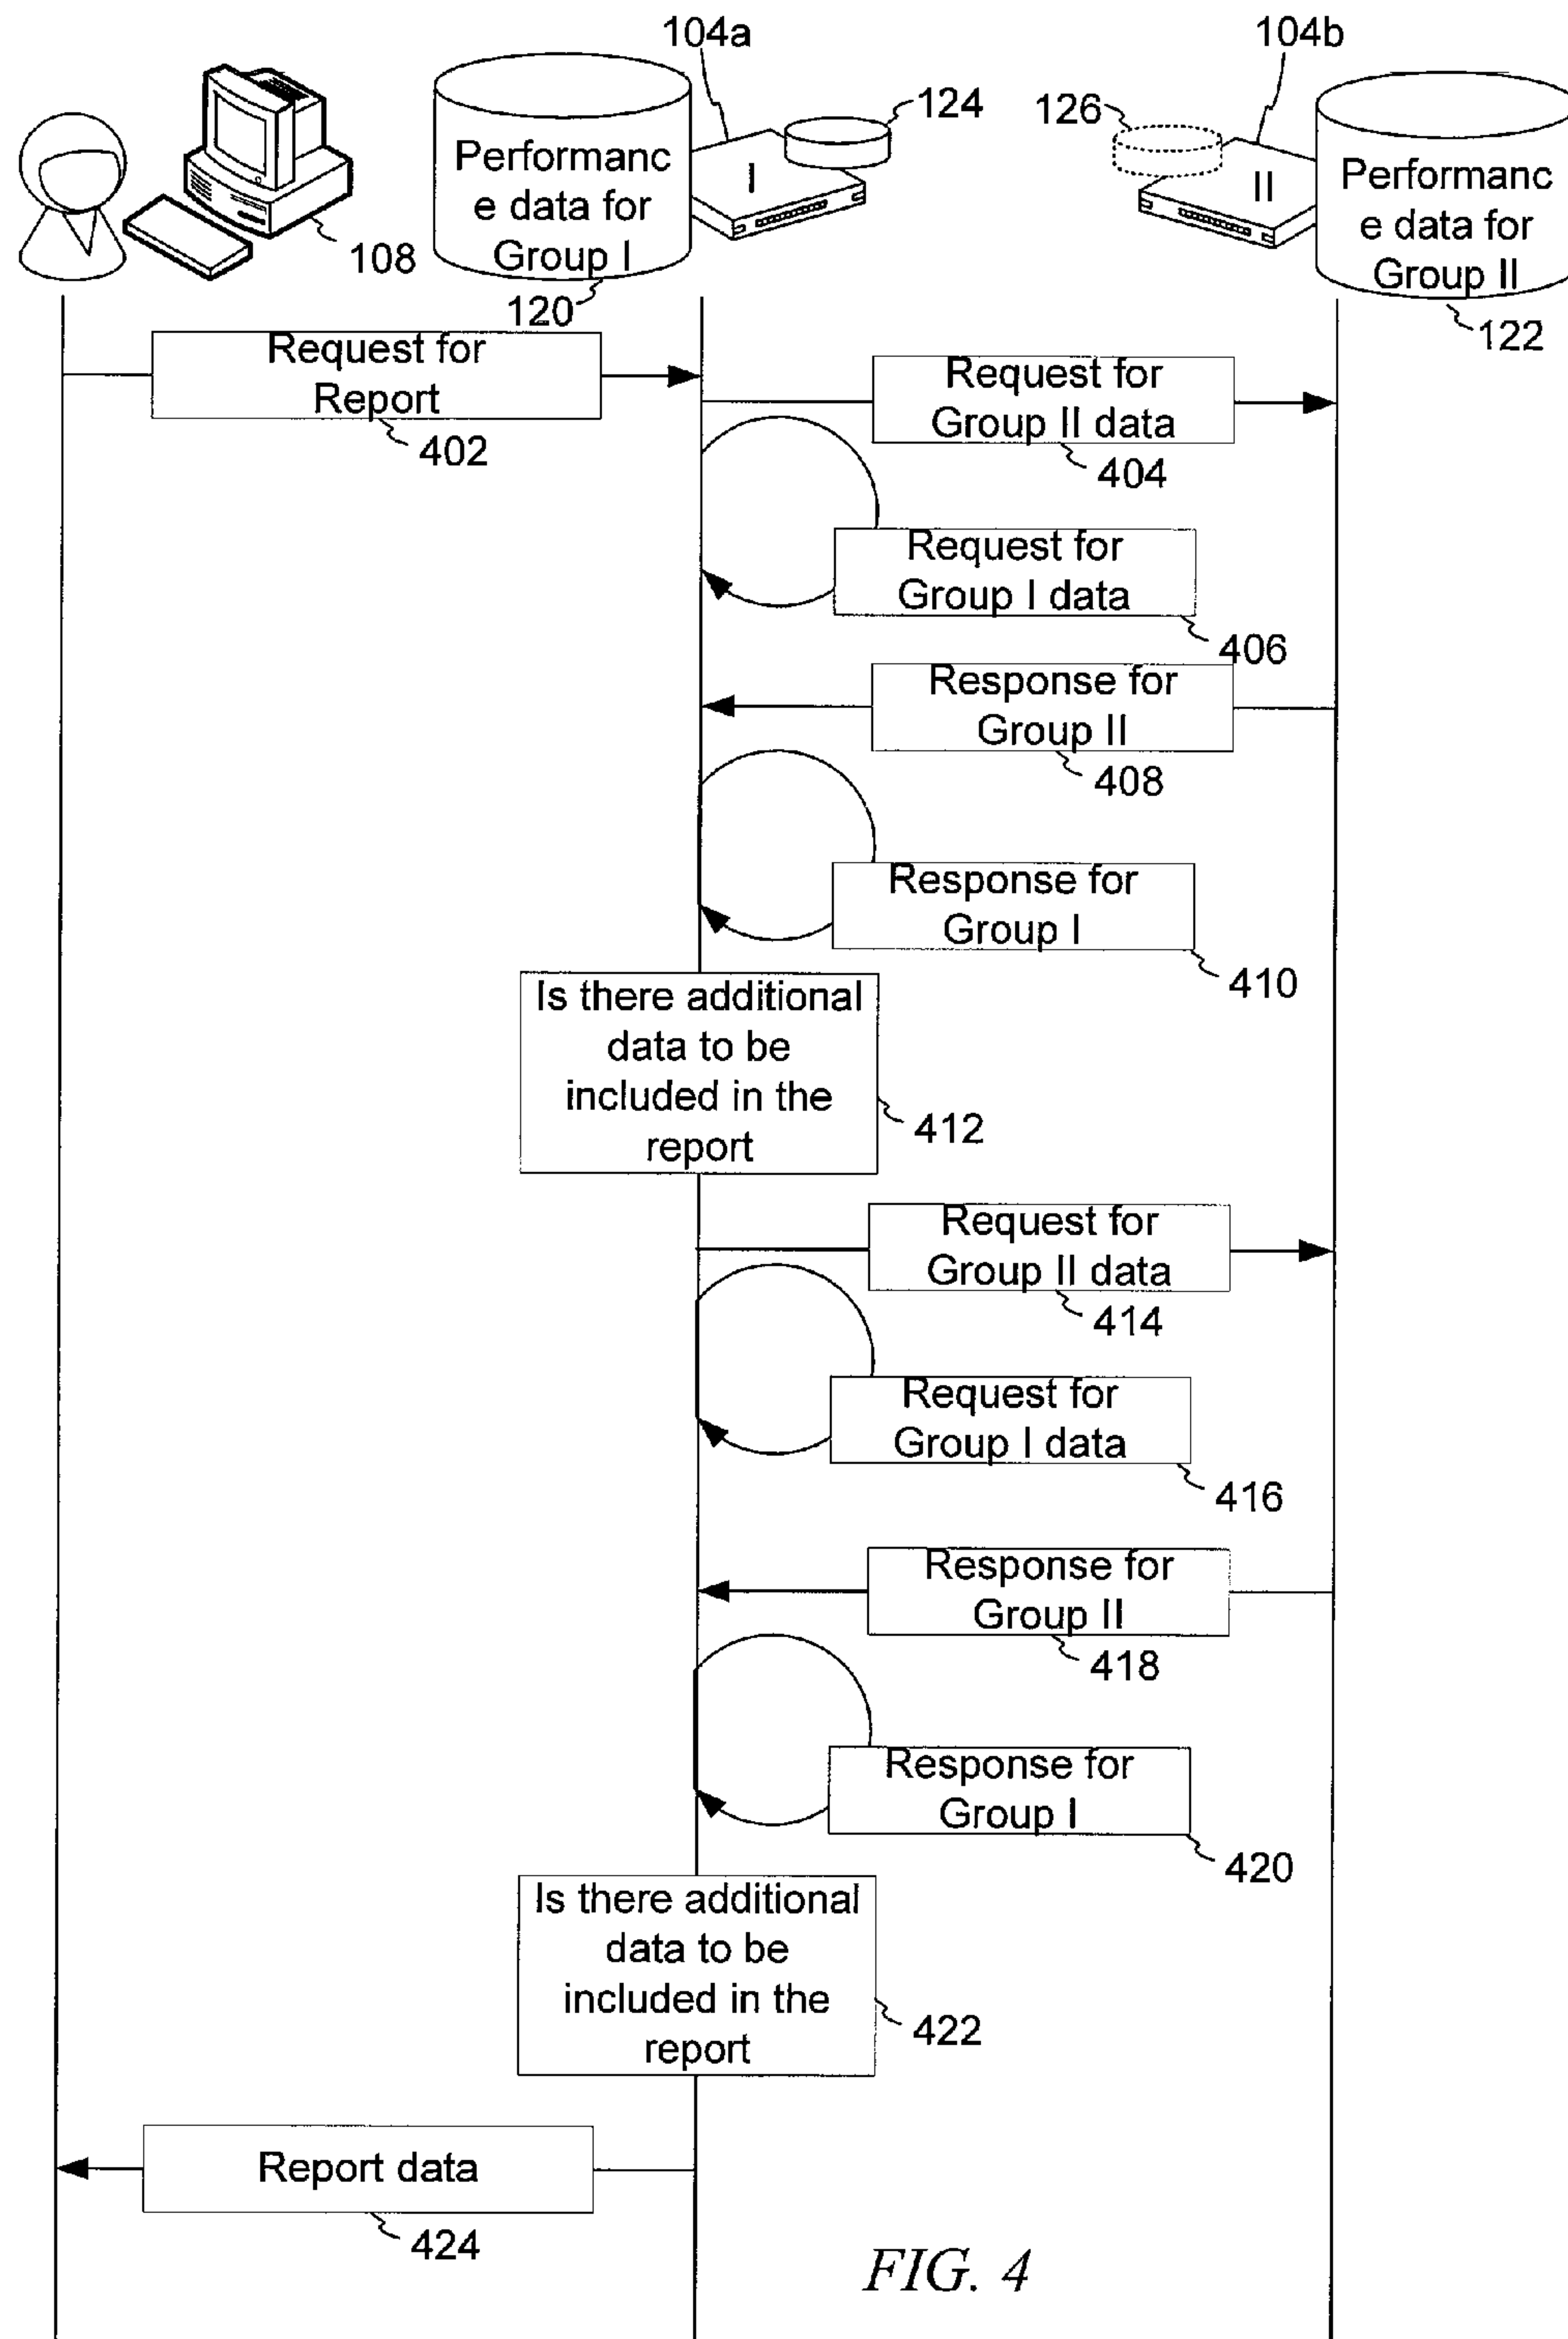 104a
104b
124
126
Performanc
e data for
Group I
I
II
Performanc
e data for
Group II
108
120
122
Request for
Report
402
Request for
Group II data
404
Request for
Group I data
406
Response for
Group II
408
Response for
Group I
410
Is there additional
data to be
included in the
report
412
Request for
Group II data
414
Request for
Group I data
416
Response for
Group II
418
Response for
Group I
420
Is there additional
data to be
included in the
report
422
Report data
424
FIG. 4